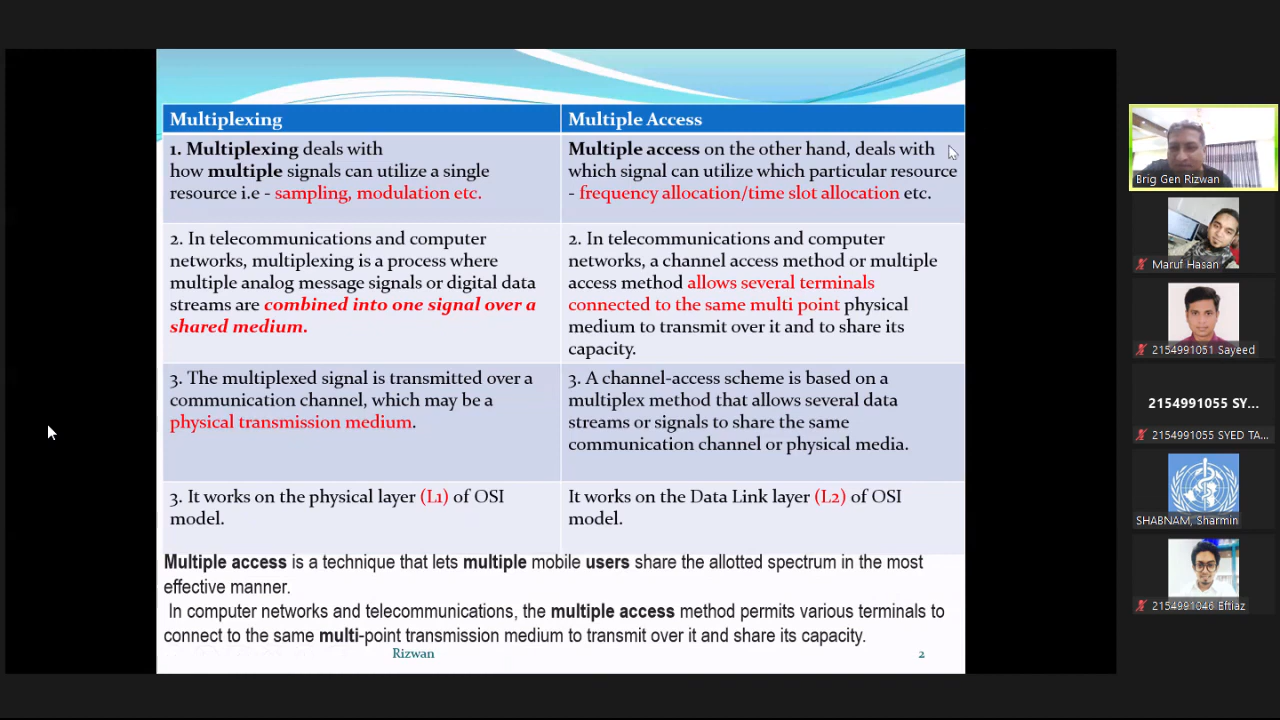 Multiplexing
Multiple Access
1. Multiplexing deals with
how multiple signals can utilize a single
resource i.e - sampling, modulation etc.
Multiple access on the other hand, deals with
which signal can utilize which particular resource
- frequency allocation/time slot allocation etc.
2. In telecommunications and computer
networks, multiplexing is a process where
multiple analog message signals or digital data
streams are combined into one signal over a
shared medium.
2. In telecommunications and computer
networks, a channel access method or multiple
access method allows several terminals
connected to the same multi point physical
medium to transmit over it and to share its
capacity.
3. The multiplexed signal is transmitted over a
communication channel, which may be a
physical transmission medium.
3. A channel-access scheme is based on a
multiplex method that allows several data
streams or signals to share the same
communication channel or physical media.
3. It works on the physical layer (L1) of OSI
model.
It works on the Data Link layer (L2) of OSI
model.
Multiple access is a technique that lets multiple mobile users share the allotted spectrum in the most
effective manner.
In computer networks and telecommunications, the multiple access method permits various terminals to
connect to the same multi-point transmission medium to transmit over it and share its capacity.
Rizwan
2
Brig Gen Rizwan
Maruf Hasan
2154991051 Sayeed
2154991055 SY...
2154991055 SYED TA...
SHABNAM, Sharmin
2154991046 Eftiaz